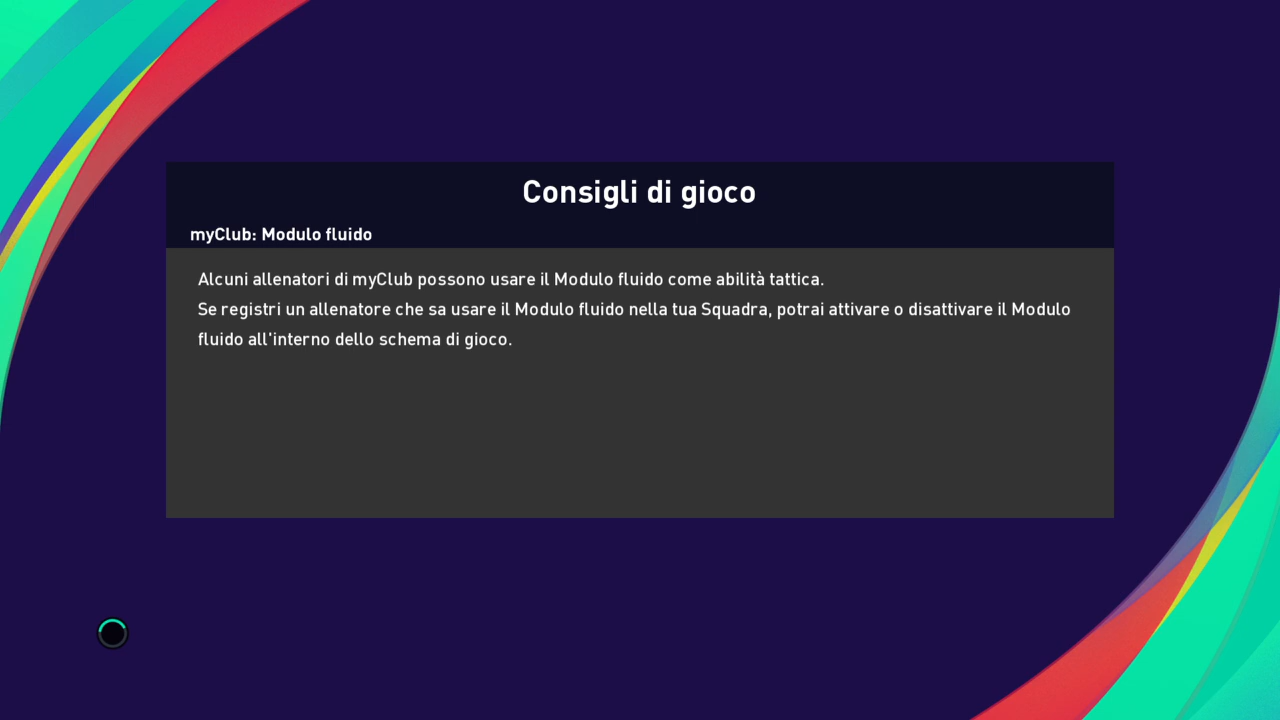 Consigli di gioco
myClub: Modulo fluido
Alcuni allenatori di myClub possono usare il Modulo fluido come abilità tattica.
Se registri un allenatore che sa usare il Modulo fluido nella tua Squadra, potrai attivare o disattivare il Modulo
fluido all'interno dello schema di gioco.